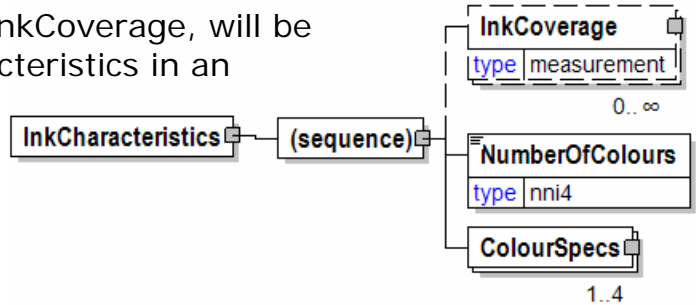 nkCoverage, will be
cteristics in an
InkCoverage
type measurement
0.. ∞
InkCharacteristics
(sequence)
NumberOfColours
type nni4
ColourSpecs
1..4